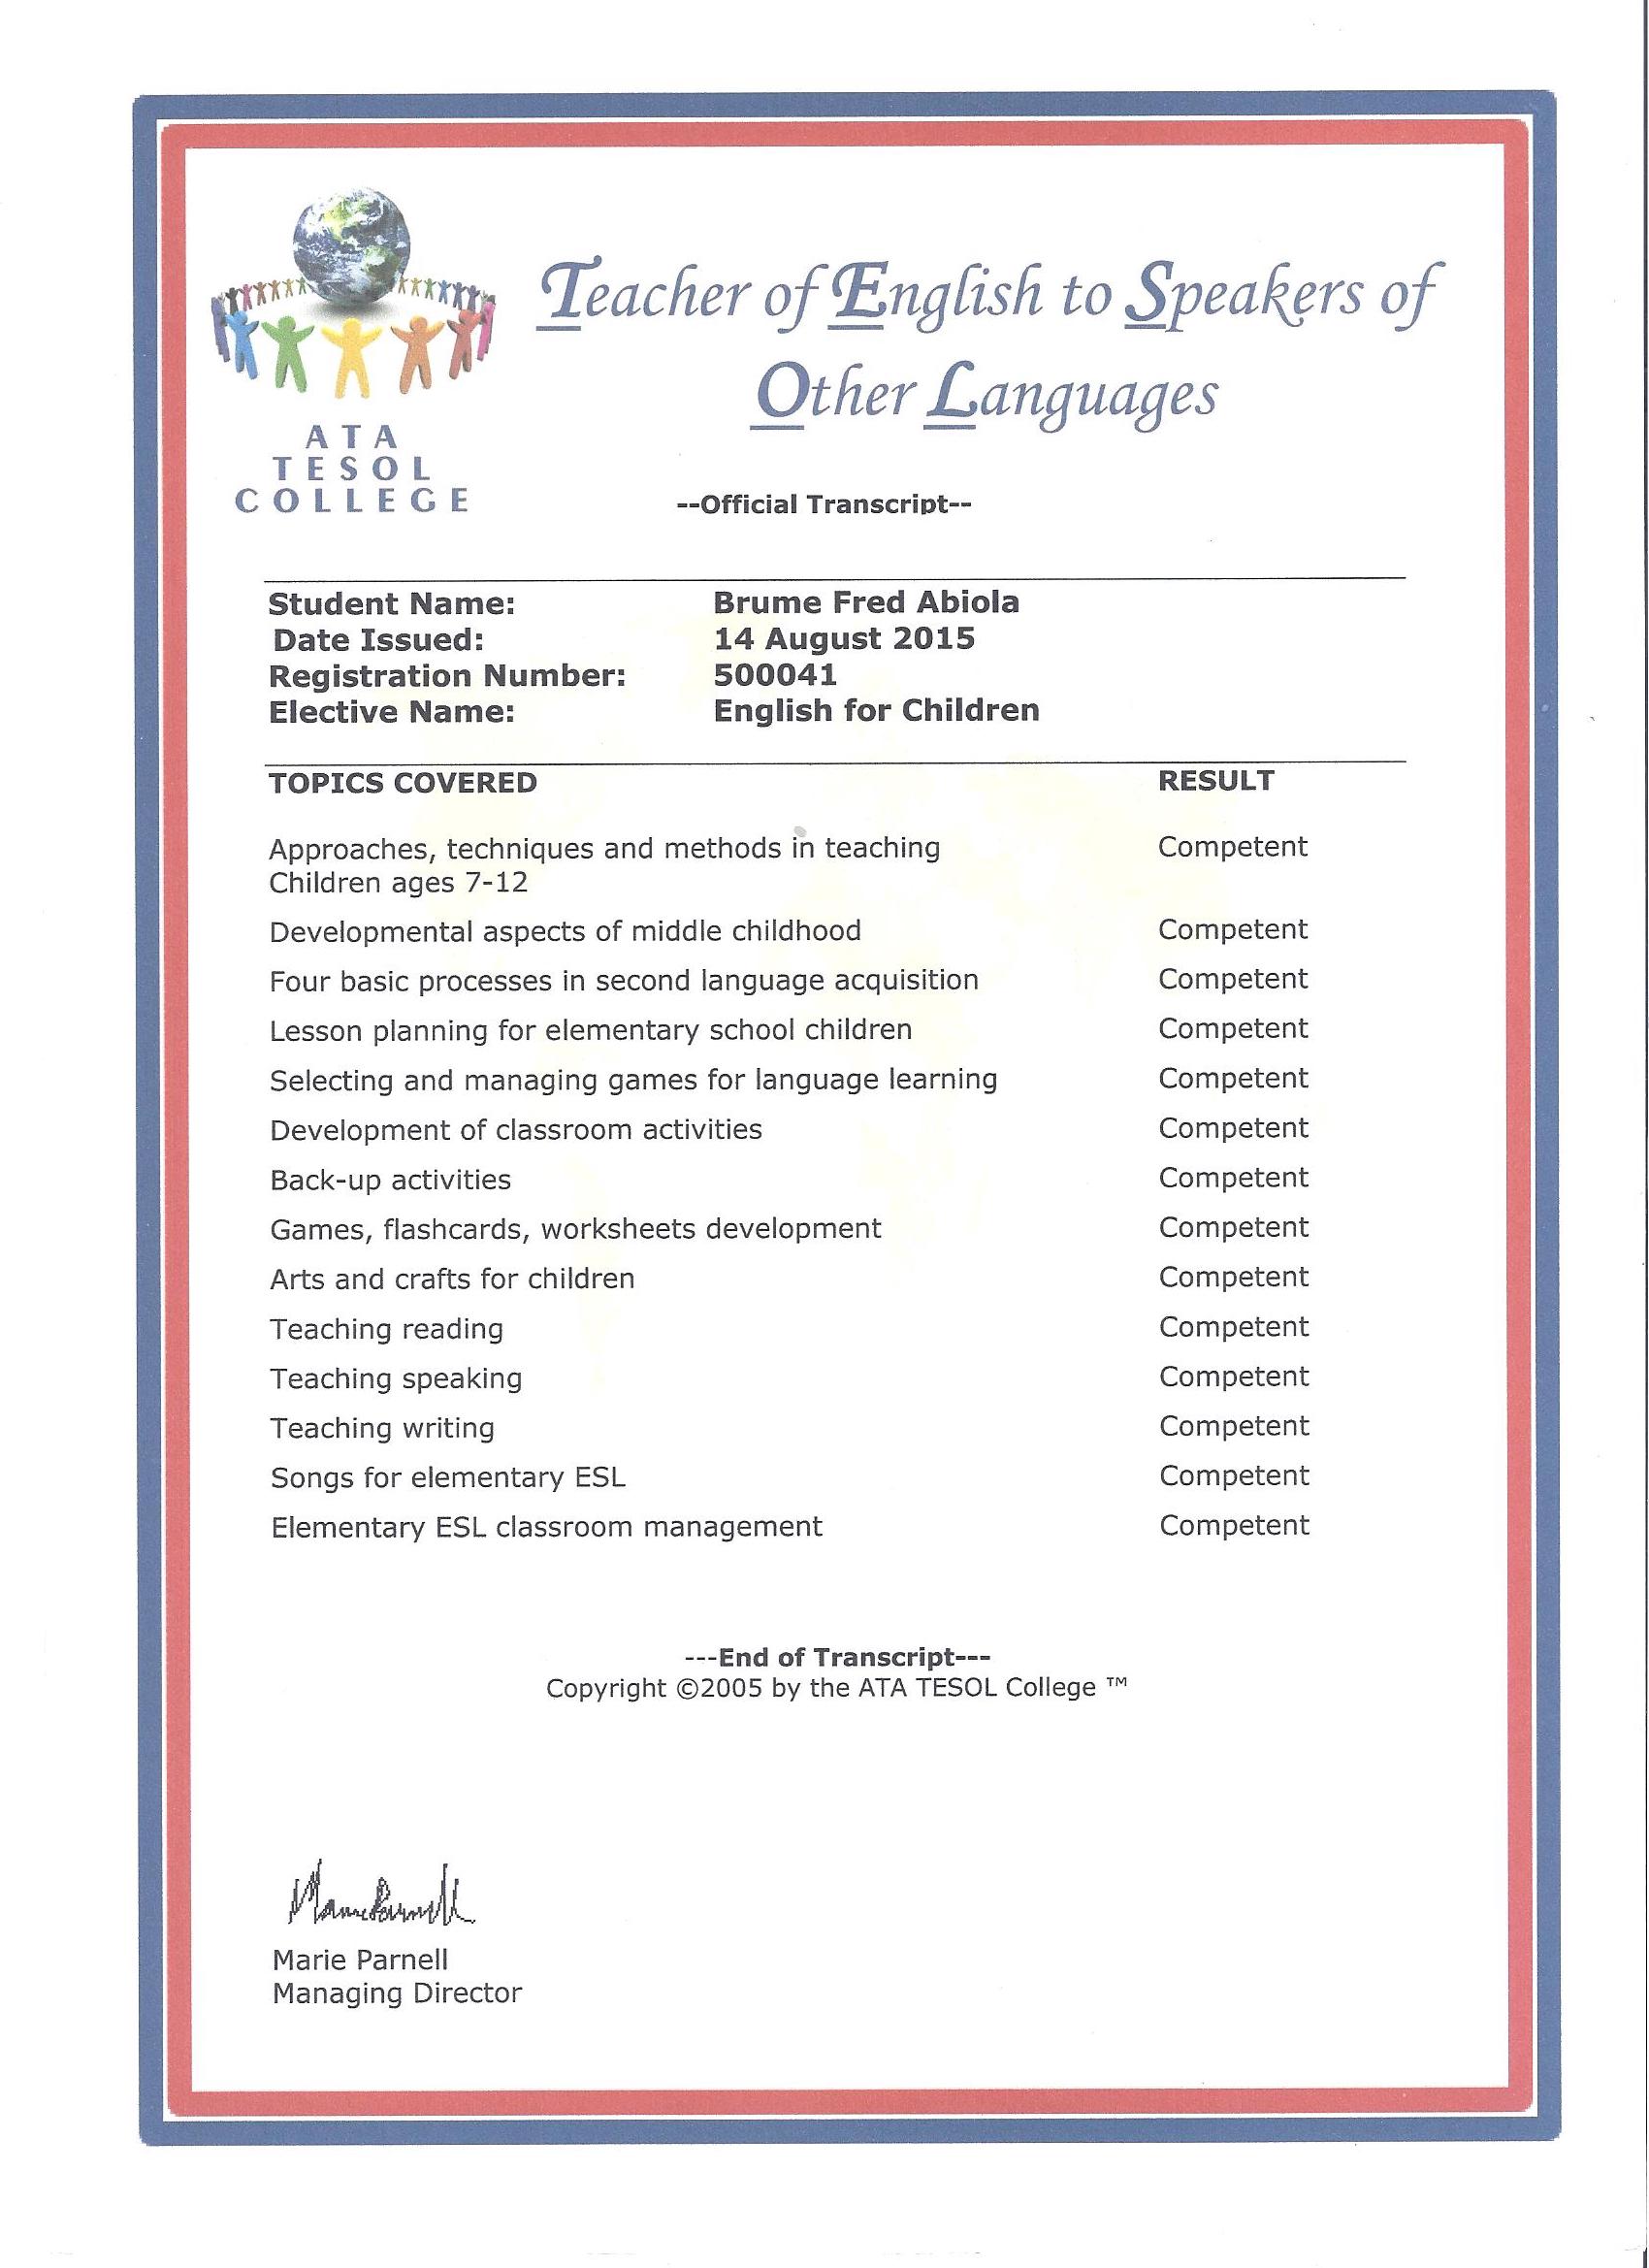 Teacher of English to Speakers of
Other Languages
ATA
TESOL
COLLEGE
--Official Transcript--
Student Name: Brume Fred Abiola
Date Issued: 14 August 2015
Registration Number: 500041
Elective Name: English for Children
TOPICS COVERED RESULT
Approaches, techniques and methods in teaching Competent
Children ages 7-12
Developmental aspects of middle childhood Competent
Four basic processes in second language acquisition Competent
Lesson planning for elementary school children Competent
Selecting and managing games for language learning Competent
Development of classroom activities Competent
Back-up activities Competent
Games, flashcards, worksheets development Competent
Arts and crafts for children Competent
Teaching reading Competent
Teaching speaking Competent
Teaching writing Competent
Songs for elementary ESL Competent
Elementary ESL classroom management Competent
---End of Transcript---
Copyright ©2005 by the ATA TESOL College ™
Marie Parnell
Marie Parnell
Managing Director